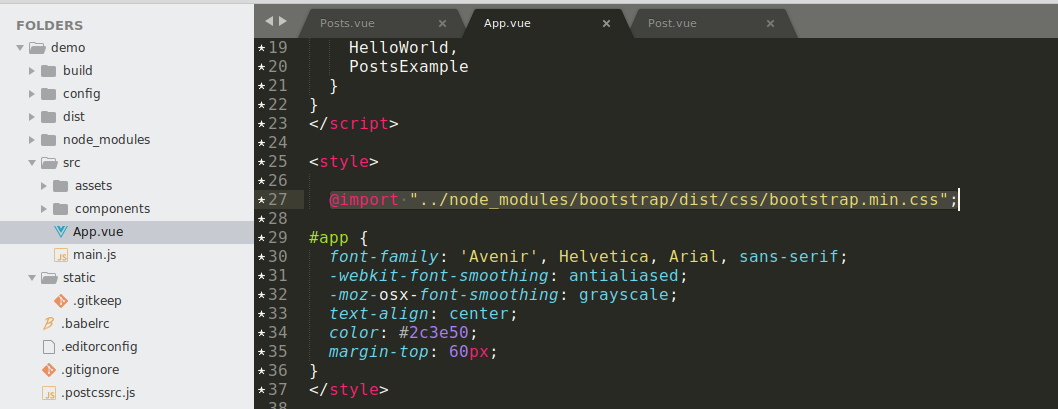 FOLDERS
demo
build
config
dist
node_modules
src
assets
components
App.vue
main.js
static
.gitkeep
.babelrc
.editorconfig
.gitignore
.postcssrc.js
Posts.vue × App.vue × Post.vue ×
*19 HelloWorld,
*20 PostsExample
*21 }
*22 }
*23 </script>
*24
*25 <style>
*26
*27 @import "../node_modules/bootstrap/dist/css/bootstrap.min.css";
*28
*29 #app {
*30 font-family: 'Avenir', Helvetica, Arial, sans-serif;
*31 -webkit-font-smoothing: antialiased;
*32 -moz-osx-font-smoothing: grayscale;
*33 text-align: center;
*34 color: #2c3e50;
*35 margin-top: 60px;
*36 }
*37 </style>
38